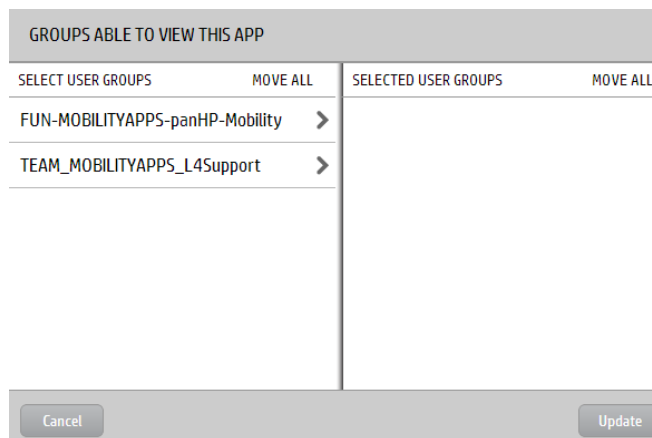 GROUPS ABLE TO VIEW THIS APP
SELECT USER GROUPS MOVE ALL
SELECTED USER GROUPS MOVE ALL
FUN-MOBILITYAPPS-panHP-Mobility
TEAM_MOBILITYAPPS_L4Support
Cancel
Update